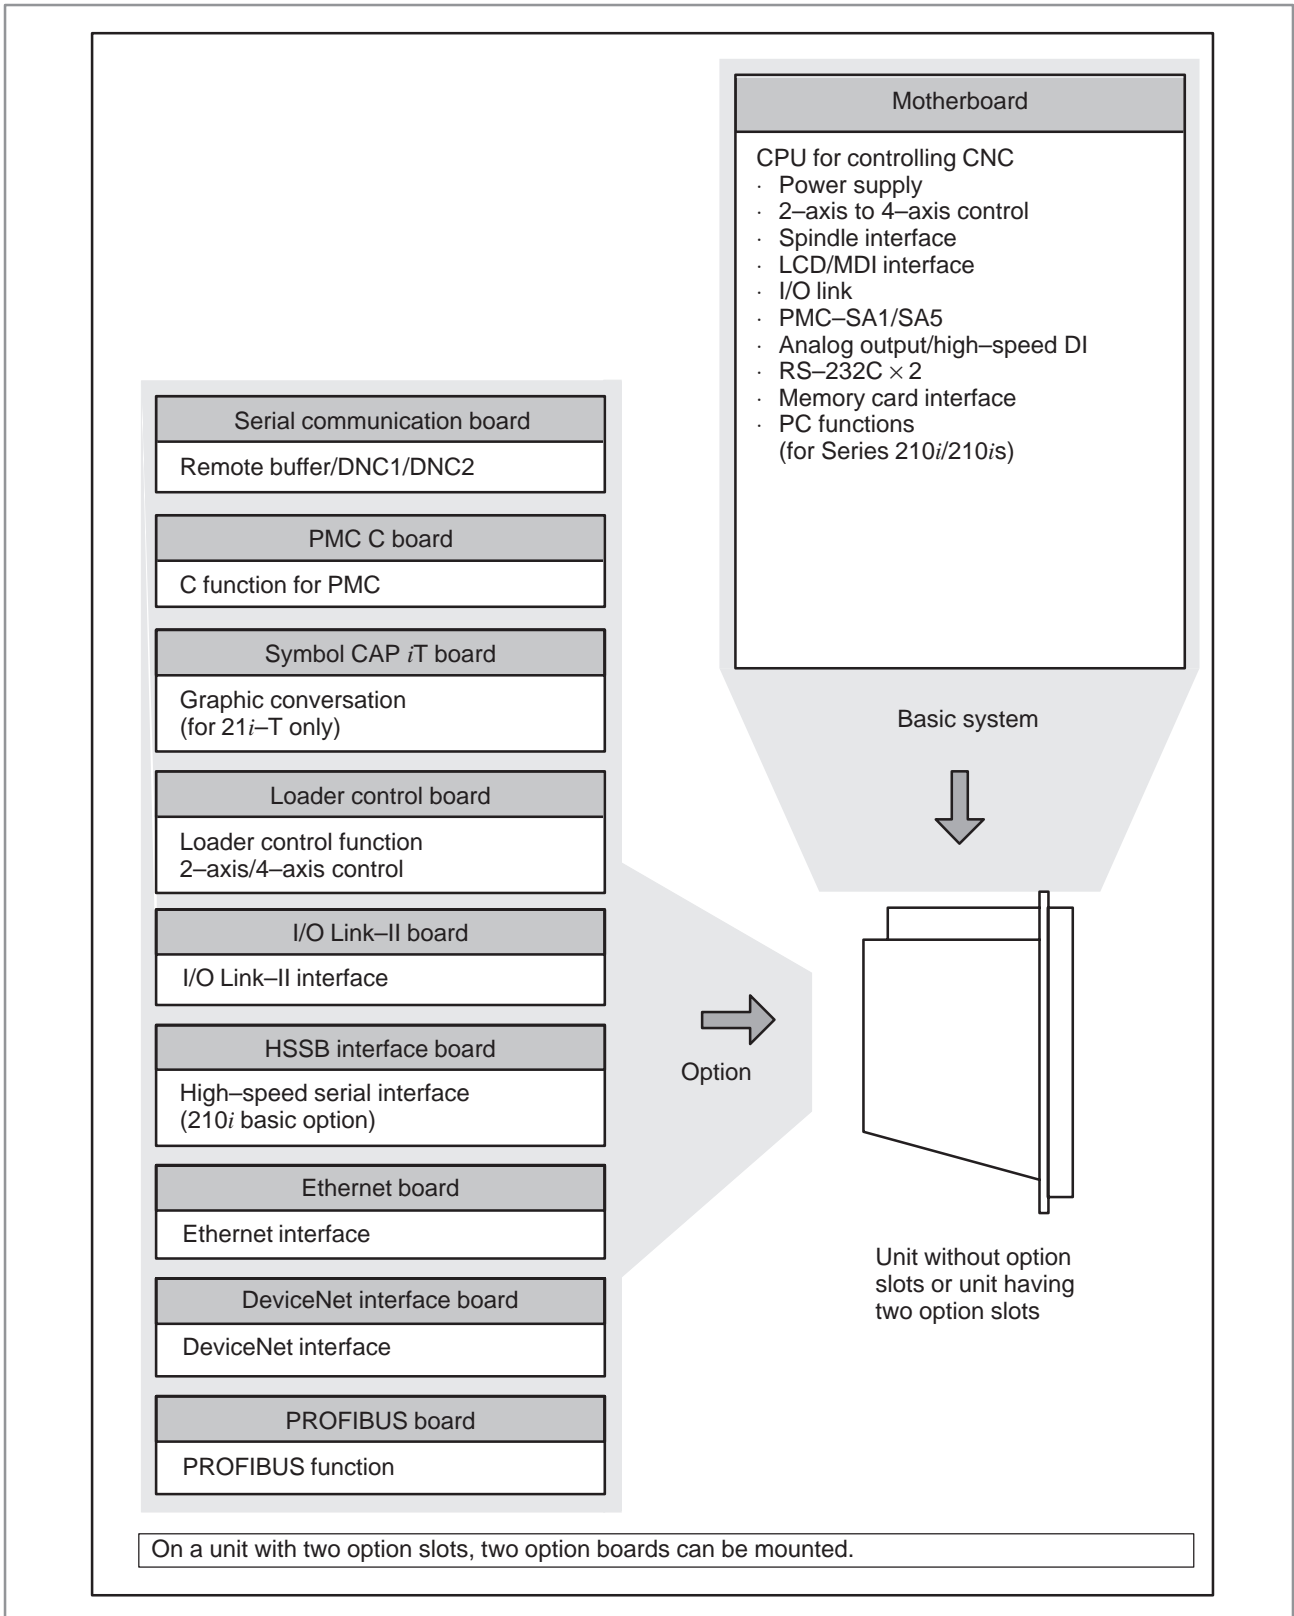 Motherboard
CPU for controlling CNC
· Power supply
· 2–axis to 4–axis control
· Spindle interface
· LCD/MDI interface
· I/O link
· PMC–SA1/SA5
· Analog output/high–speed DI
· RS–232C × 2
· Memory card interface
· PC functions
(for Series 210i/210is)
Serial communication board
Remote buffer/DNC1/DNC2
PMC C board
C function for PMC
Symbol CAP iT board
Graphic conversation
(for 21i–T only)
Loader control board
Loader control function
2–axis/4–axis control
I/O Link–II board
I/O Link–II interface
HSSB interface board
High–speed serial interface
(210i basic option)
Ethernet board
Ethernet interface
DeviceNet interface board
DeviceNet interface
PROFIBUS board
PROFIBUS function
Basic system
Option
Unit without option
slots or unit having
two option slots
On a unit with two option slots, two option boards can be mounted.